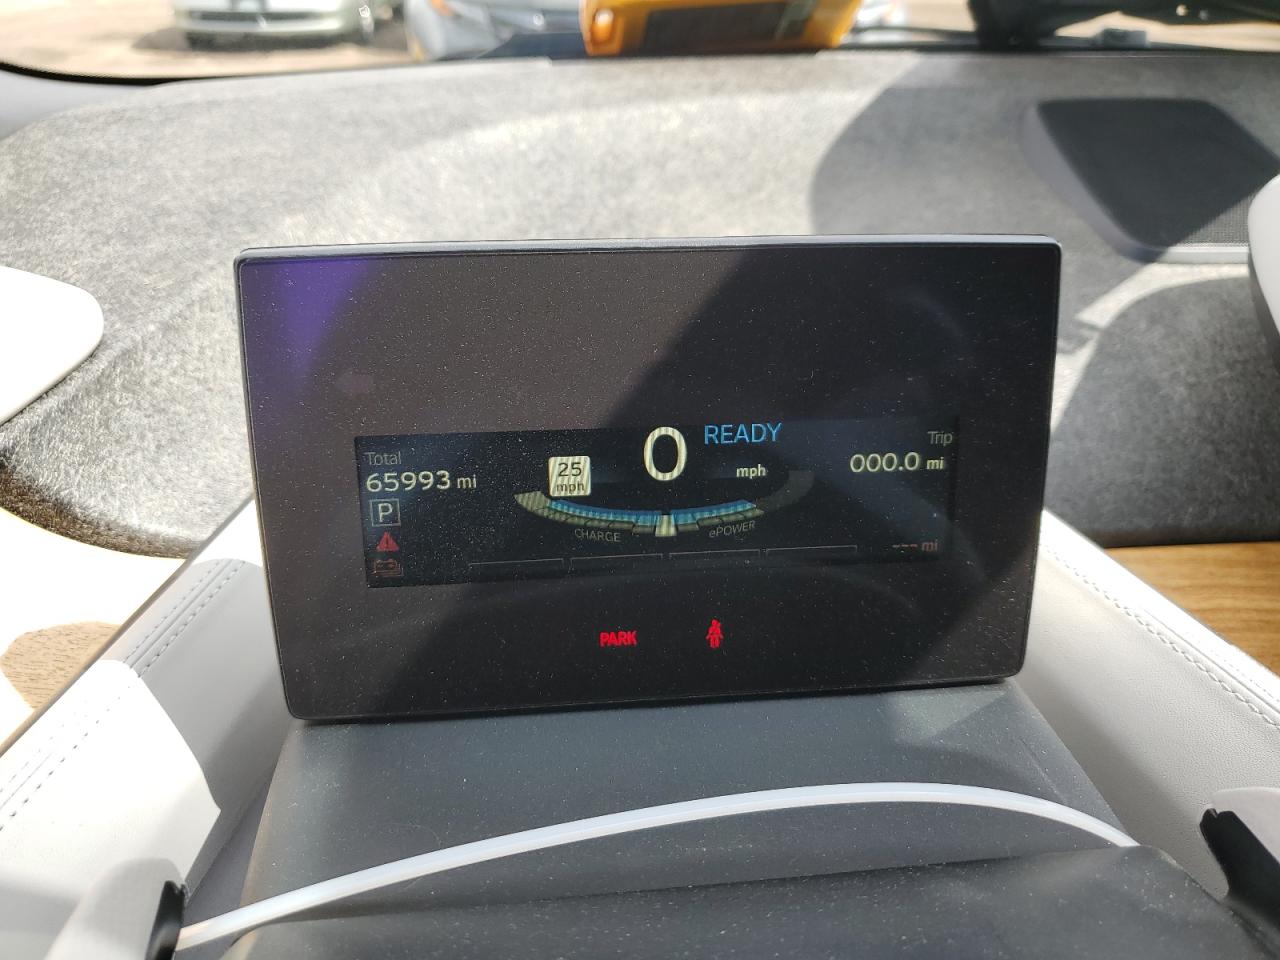 READY
0
mph
Total
65993 mi
25
mph
Trip
000.0 mi
P
CHARGE
ePOWER
--- mi
PARK